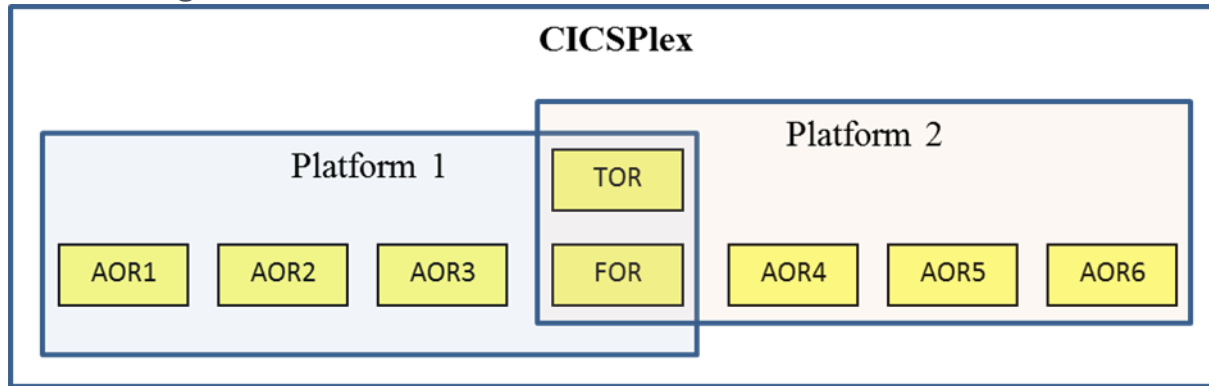 CICSPlex
Platform 1
Platform 2
TOR
AOR1 AOR2 AOR3 FOR AOR4 AOR5 AOR6